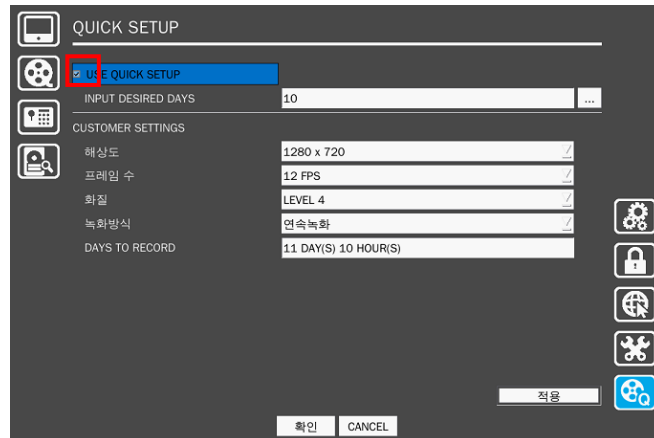 QUICK SETUP
USE QUICK SETUP
INPUT DESIRED DAYS 10 ...
CUSTOMER SETTINGS
해상도 1280 x 720
프레임 수 12 FPS
화질 LEVEL 4
녹화방식 연속녹화
DAYS TO RECORD 11 DAY(S) 10 HOUR(S)
적용
확인 CANCEL